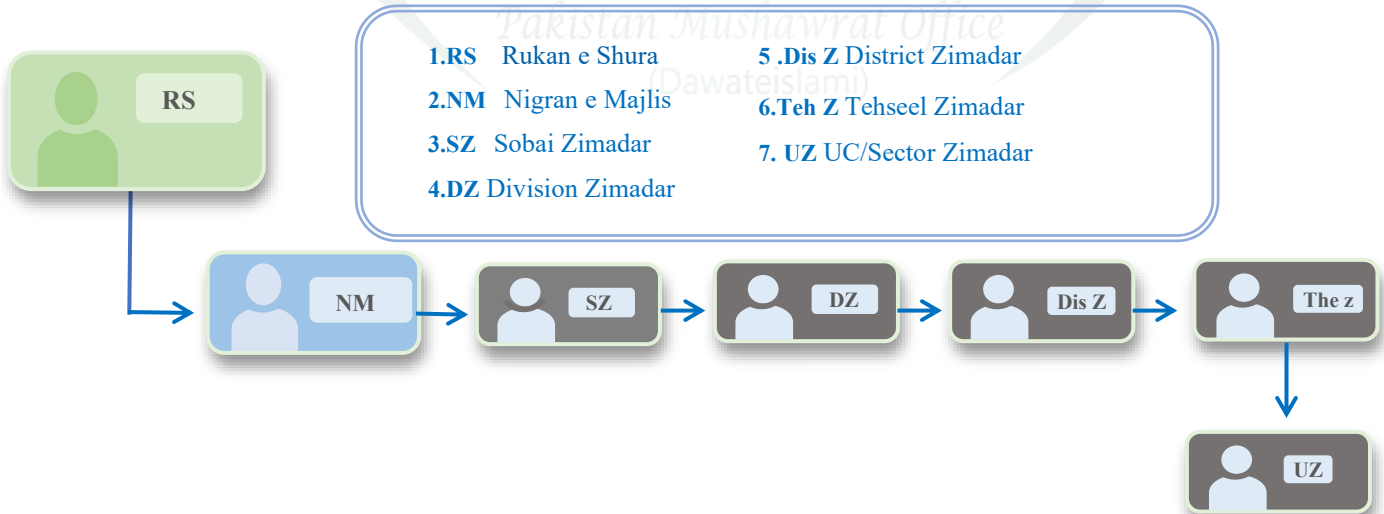 Pakistan Mushawrat Office
(Dawateislami)
1.RS Rukan e Shura
2.NM Nigran e Majlis
3.SZ Sobai Zimadar
4.DZ Division Zimadar
5 .Dis Z District Zimadar
6.Teh Z Tehseel Zimadar
7. UZ UC/Sector Zimadar
RS
NM
SZ
DZ
Dis Z
The z
UZ